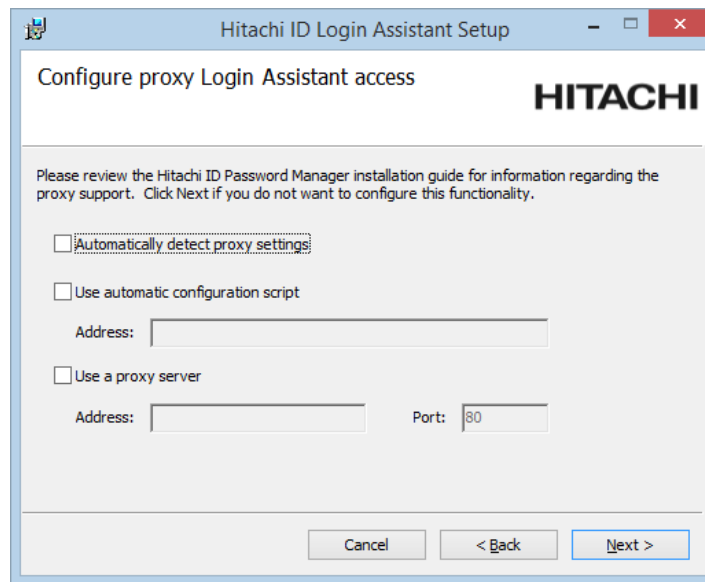 Hitachi ID Login Assistant Setup
Configure proxy Login Assistant access
HITACHI
Please review the Hitachi ID Password Manager installation guide for information regarding the
proxy support. Click Next if you do not want to configure this functionality.
Automatically detect proxy settings
Use automatic configuration script
Address:
Use a proxy server
Address: Port: 80
Cancel < Back Next >